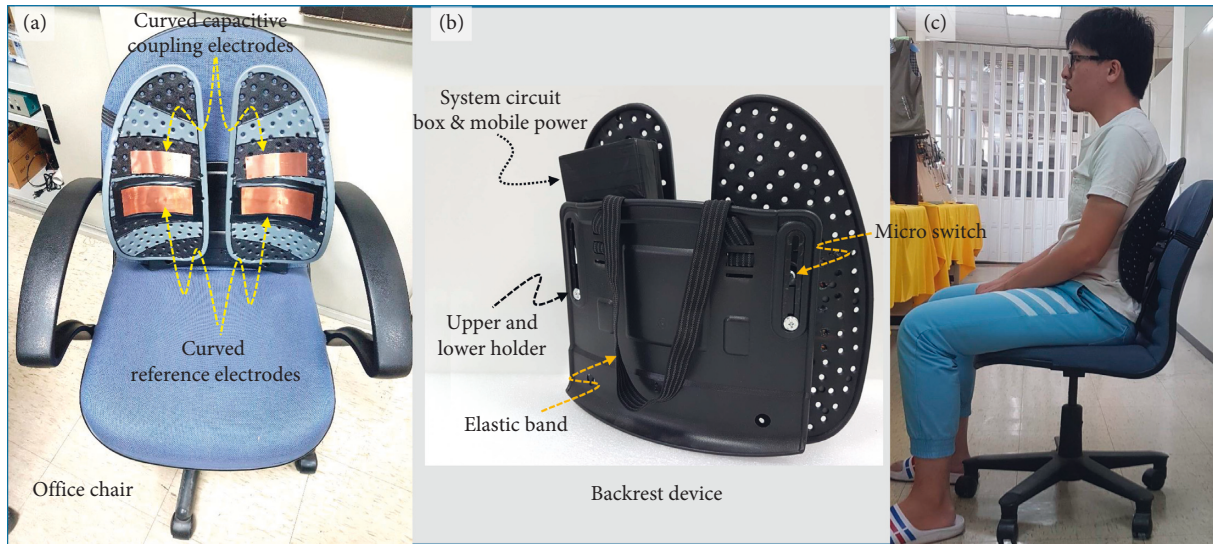 (a)
Curved capacitive
coupling electrodes
Curved
reference electrodes
Office chair
(b)
System circuit
box & mobile power
Micro switch
Upper and
lower holder
Elastic band
Backrest device
(c)